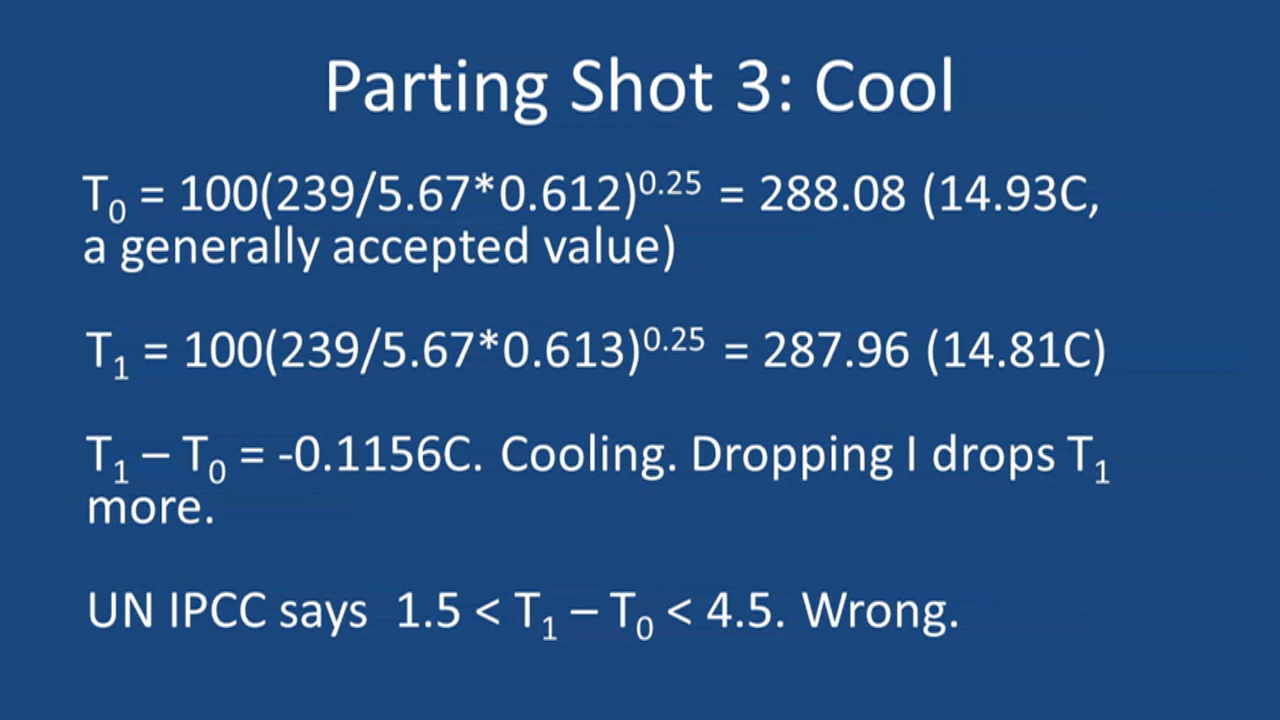 Parting Shot 3: Cool
T₀ = 100(239/5.67*0.612)^0.25 = 288.08 (14.93C,
a generally accepted value)
T₁ = 100(239/5.67*0.613)^0.25 = 287.96 (14.81C)
T₁ – T₀ = -0.1156C. Cooling. Dropping I drops T₁
more.
UN IPCC says 1.5 < T₁ – T₀ < 4.5. Wrong.